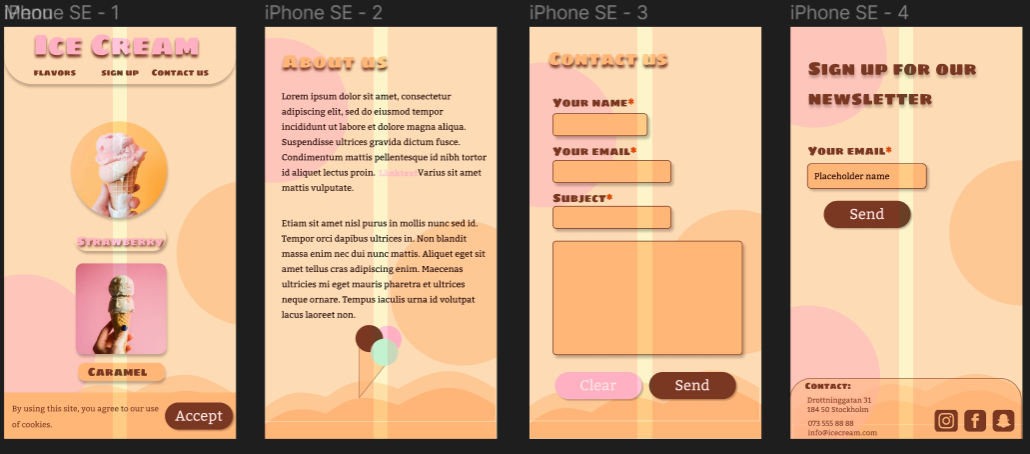 iPhone SE - 1
Ice Cream
flavors
sign up
Contact us
Strawberry
Caramel
By using this site, you agree to our use
of cookies.
Accept
iPhone SE - 2
About us
Lorem ipsum dolor sit amet, consectetur
adipiscing elit, sed do eiusmod tempor
incididunt ut labore et dolore magna aliqua.
Suspendisse ultrices gravida dictum fusce.
Condimentum mattis pellentesque id nibh tortor
id aliquet lectus proin. Länktext Varius sit amet
mattis vulputate.
Etiam sit amet nisl purus in mollis nunc sed id.
Tempor orci dapibus ultrices in. Non blandit
massa enim nec dui nunc mattis. Aliquet eget sit
amet tellus cras adipiscing enim. Maecenas
ultricies mi eget mauris pharetra et ultrices
neque ornare. Tempus iaculis urna id volutpat
lacus laoreet non.
iPhone SE - 3
Contact us
Your name*
Your email*
Subject*
Clear
Send
iPhone SE - 4
Sign up for our
newsletter
Your email*
Placeholder name
Send
Contact:
Drottninggatan 31
184 50 Stockholm
073 555 88 88
info@icecream.com